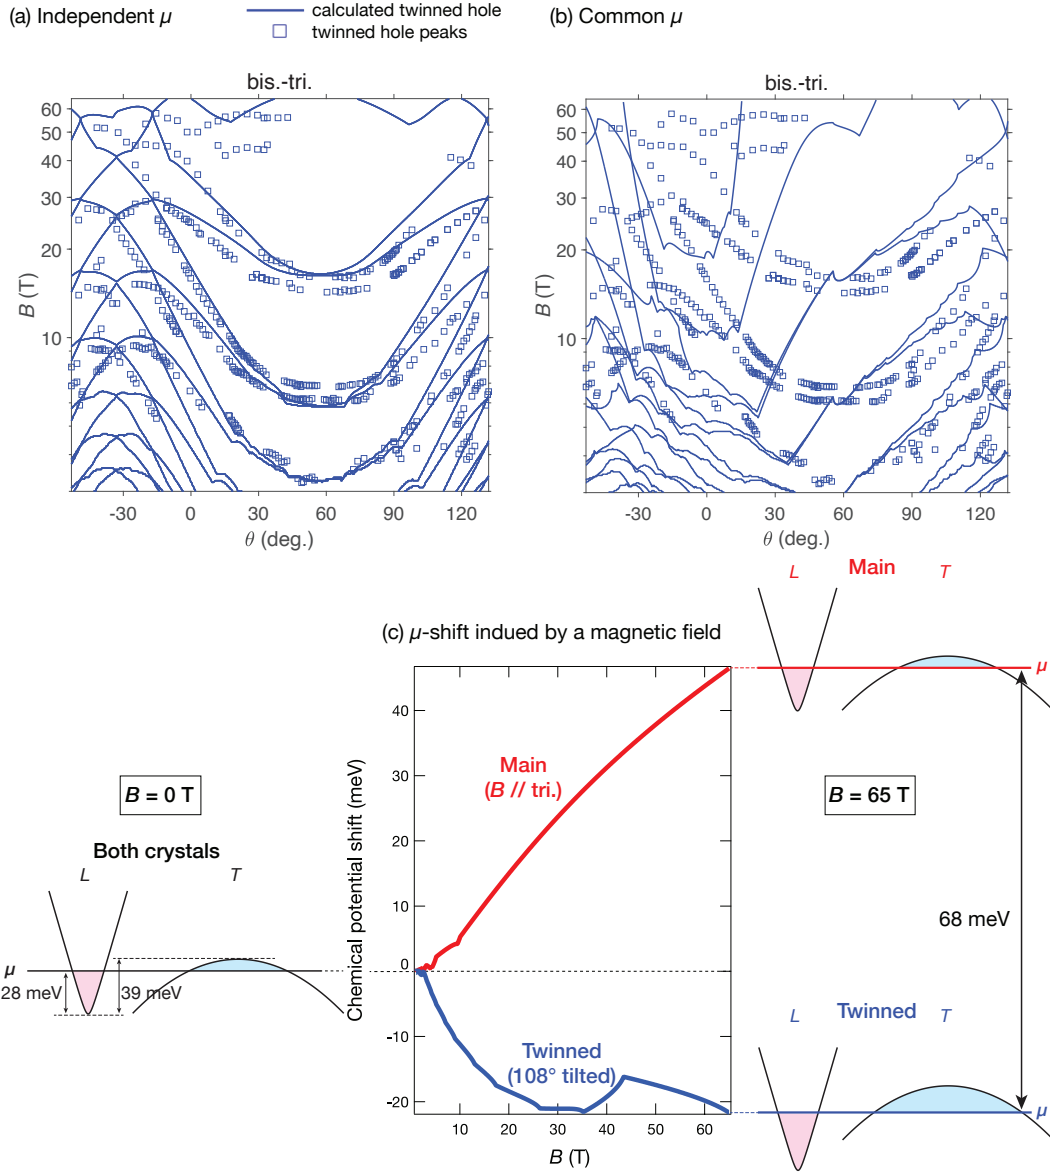 (a) Independent μ
calculated twinned hole
twinned hole peaks
(b) Common μ
bis.-tri.
60
50
40
30
20
10
B (T)
-30 0 30 60 90 120
θ (deg.)
bis.-tri.
60
50
40
30
20
10
B (T)
-30 0 30 60 90 120
θ (deg.)
(c) μ-shift indued by a magnetic field
Chemical potential shift (meV)
40
30
20
10
0
-10
-20
10 20 30 40 50 60
B (T)
Main
(B // tri.)
Twinned
(108° tilted)
B = 0 T
Both crystals
L T
μ
28 meV
39 meV
Main
L T
μ
B = 65 T
68 meV
Twinned
L T
μ